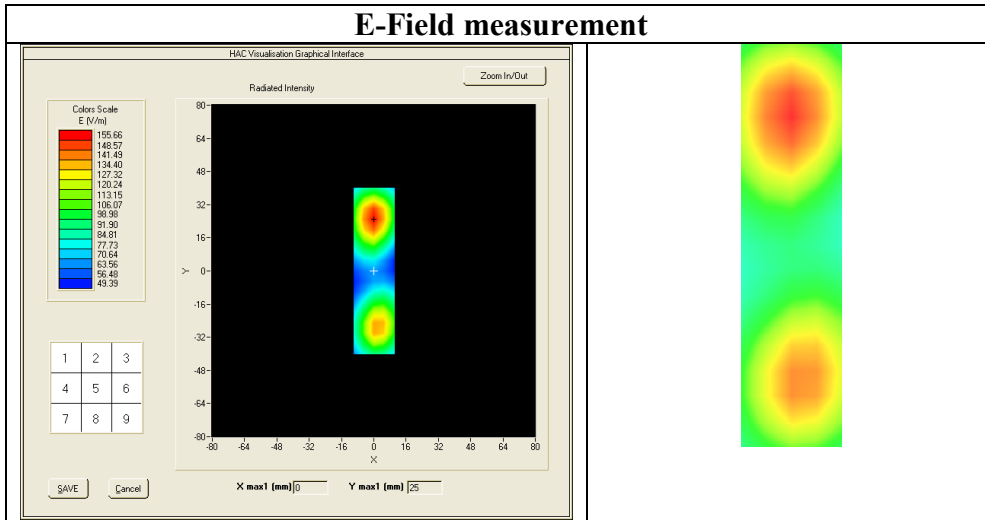 E-Field measurement
HAC Visualisation Graphical Interface
Zoom In/Out
Radiated Intensity
Colors Scale
E (V/m)
155.66
148.57
141.49
134.40
127.32
120.24
113.15
106.07
98.98
91.90
84.81
77.73
70.64
63.56
56.48
49.39
80
64
48
32
16
0
-16
-32
-48
-64
-80
Y
-80 -64 -48 -32 -16 0 16 32 48 64 80
X
1 2 3
4 5 6
7 8 9
SAVE Cancel X max1 (mm) 0 Y max1 (mm) 25